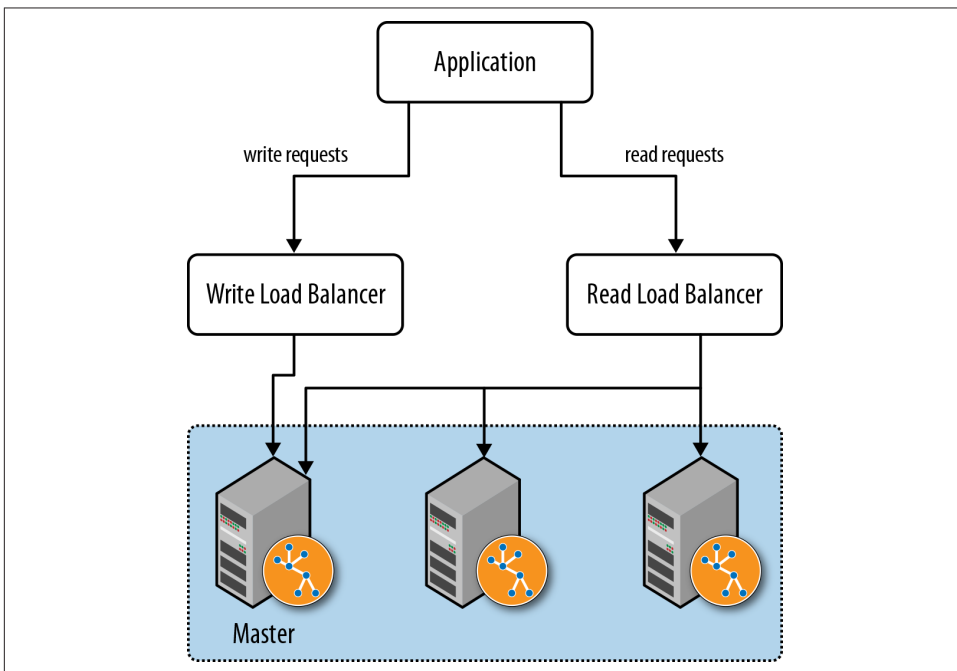 Application
write requests
read requests
Write Load Balancer
Read Load Balancer
Master